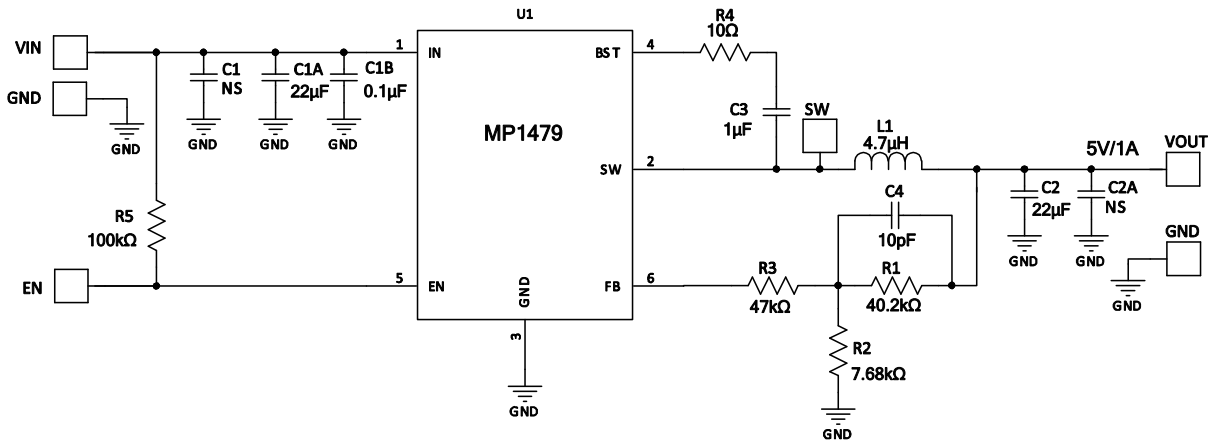 U1
VIN
GND
GND
C1
NS
GND
C1A
22µF
GND
C1B
0.1µF
GND
1
IN
MP1479
BST
4
R4
10Ω
C3
1µF
SW
SW
2
L1
4.7µH
5V/1A
VOUT
C2
22µF
GND
C2A
NS
GND
GND
GND
C4
10pF
R5
100kΩ
EN
5
EN
GND
3
GND
FB
6
R3
47kΩ
R1
40.2kΩ
R2
7.68kΩ
GND